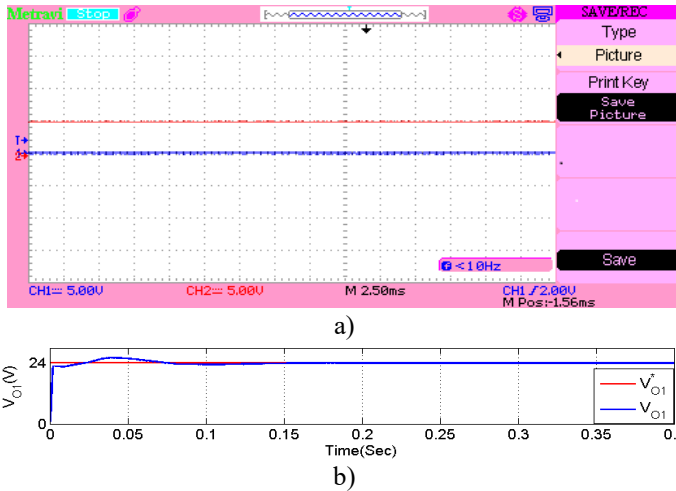 Metravi Stop SAVE/REC
Type
Picture
Print Key
Save
Picture
T
2
<10Hz
Save
CH1 5.00V CH2 5.00V M 2.50ms CH1 2.00V
M Pos:-1.56ms
a)
24
0
V_O1(V)
V*_O1
V_O1
0 0.05 0.1 0.15 0.2 0.25 0.3 0.35 0.
Time(Sec)
b)